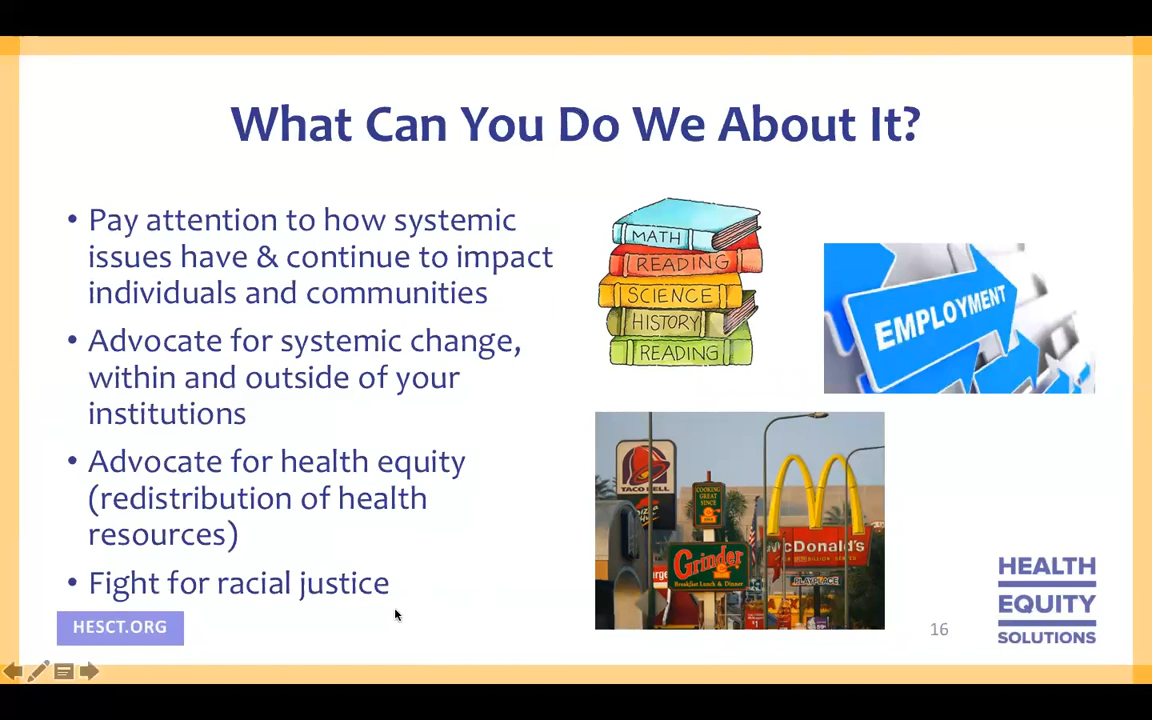 What Can You Do We About It?
• Pay attention to how systemic
issues have & continue to impact
individuals and communities
• Advocate for systemic change,
within and outside of your
institutions
• Advocate for health equity
(redistribution of health
resources)
• Fight for racial justice
MATH
READING
SCIENCE
HISTORY
READING
EMPLOYMENT
TACO BELL
COOKING
GREAT
SINCE
Grinder
Breakfast Lunch & Dinner
McDonald's
PLAYPLACE
HESCT.ORG
16
HEALTH
EQUITY
SOLUTIONS